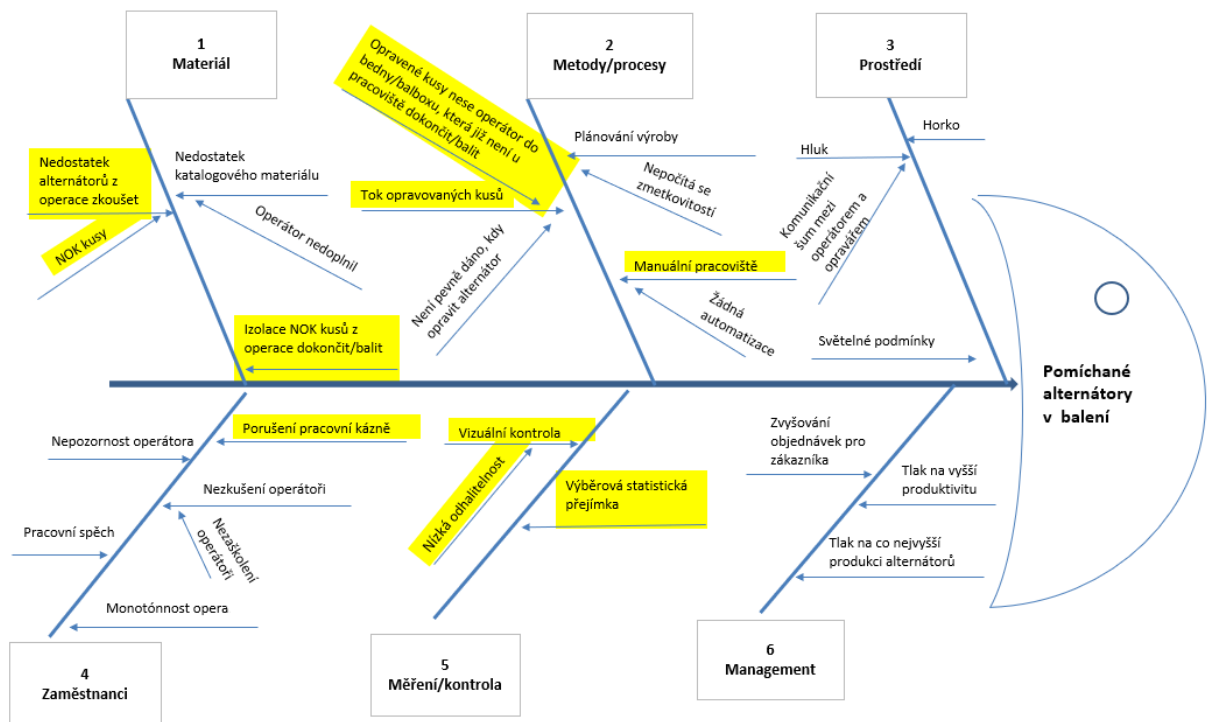 1
Materiál
2
Metody/procesy
3
Prostředí
Nedostatek
alternátorů z
operace zkoušet
NOK kusy
Nedostatek
katalogového materiálu
Operátor nedoplnil
Izolace NOK kusů z
operace dokončit/balit
Opravené kusy nese operátor do
bedny/balboxu, která již není u
pracoviště dokončit/balit
Tok opravovaných kusů
Není pevně dáno, kdy
opravit alternátor
Plánování výroby
Nepočítá se
zmetkovitostí
Manuální pracoviště
Žádná
automatizace
Horko
Hluk
Komunikační
šum mezi
operátorem a
opravářem
Světelné podmínky
Pomíchané
alternátory
v balení
Porušení pracovní kázně
Nepozornost operátora
Nezkušení operátoři
Nezaškolení
operátoři
Pracovní spěch
Monotónnost opera
Vizuální kontrola
Nízká odhalitelnost
Výběrová statistická
přejímka
Zvyšování
objednávek pro
zákazníka
Tlak na vyšší
produktivitu
Tlak na co nejvyšší
produkci alternátorů
4
Zaměstnanci
5
Měření/kontrola
6
Management